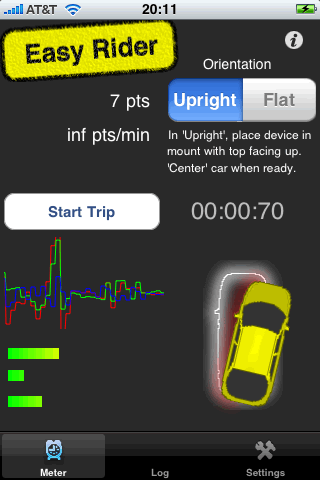 AT&T 20:11
Easy Rider
Orientation
7 pts
Upright Flat
inf pts/min
In 'Upright', place device in
mount with top facing up.
'Center' car when ready.
Start Trip
00:00:70
Meter Log Settings